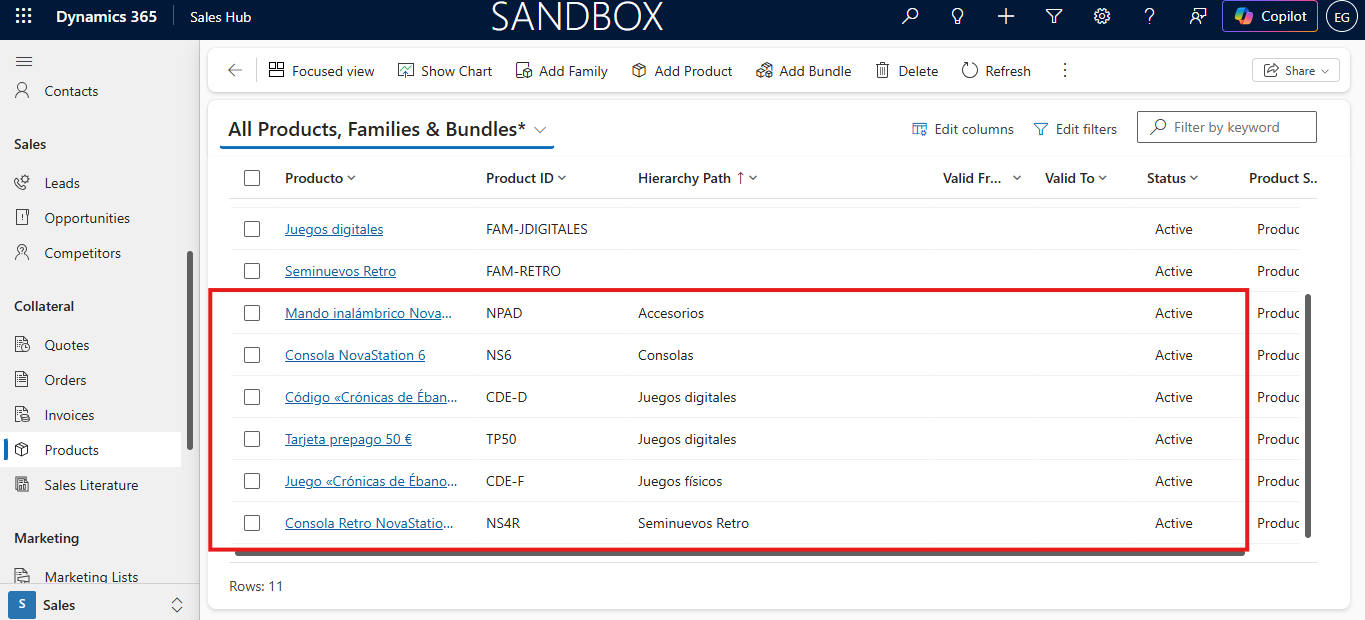 Dynamics 365 Sales Hub SANDBOX Copilot EG
Focused view Show Chart Add Family Add Product Add Bundle Delete Refresh Share
Contacts
Sales
Leads
Opportunities
Competitors
Collateral
Quotes
Orders
Invoices
Products
Sales Literature
Marketing
Marketing Lists
S Sales
All Products, Families & Bundles* Edit columns Edit filters Filter by keyword
Producto Product ID Hierarchy Path ↑ Valid Fr... Valid To Status Product S..
Juegos digitales FAM-JDIGITALES Active Produc
Seminuevos Retro FAM-RETRO Active Produc
Mando inalámbrico Nova... NPAD Accesorios Active Produc
Consola NovaStation 6 NS6 Consolas Active Produc
Código «Crónicas de Éban... CDE-D Juegos digitales Active Produc
Tarjeta prepago 50 € TP50 Juegos digitales Active Produc
Juego «Crónicas de Ébano... CDE-F Juegos físicos Active Produc
Consola Retro NovaStatio... NS4R Seminuevos Retro Active Produc
Rows: 11